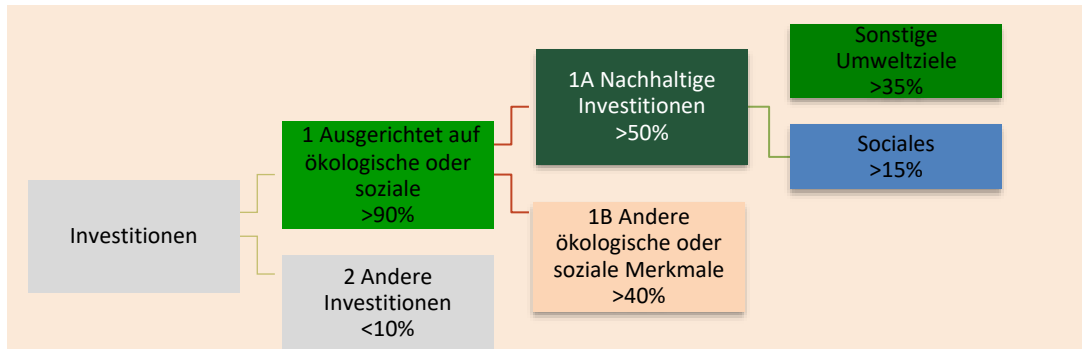 Investitionen
1 Ausgerichtet auf
ökologische oder
soziale
>90%
2 Andere
Investitionen
<10%
1A Nachhaltige
Investitionen
>50%
1B Andere
ökologische oder
soziale Merkmale
>40%
Sonstige
Umweltziele
>35%
Sociales
>15%